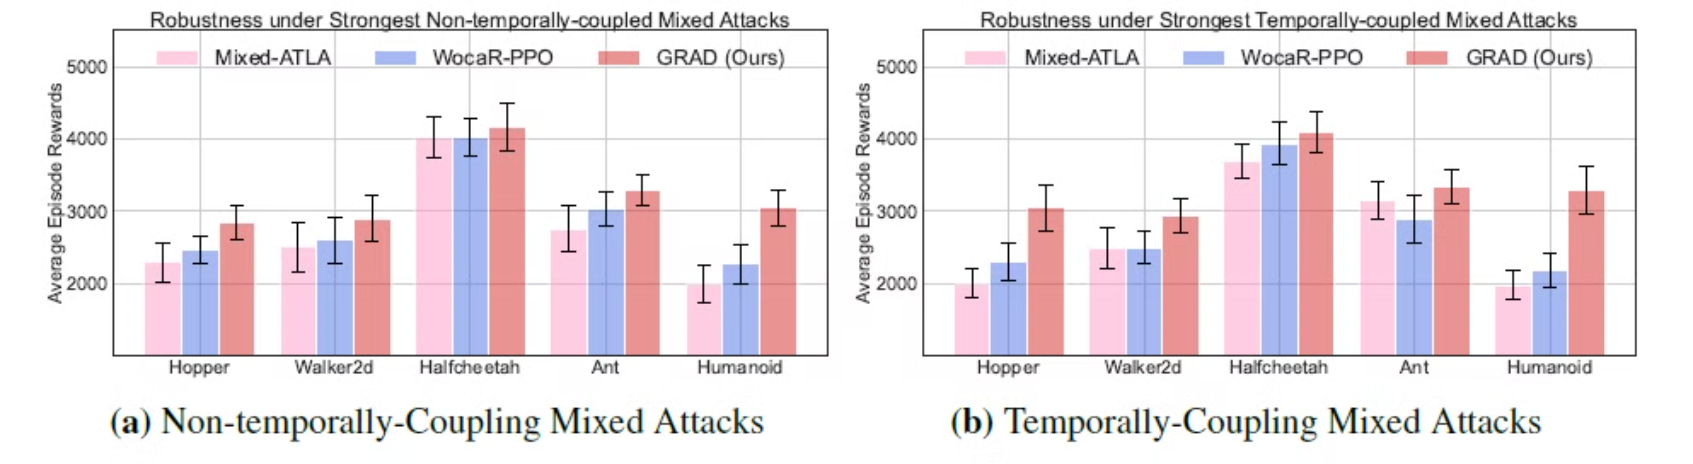 Robustness under Strongest Non-temporally-coupled Mixed Attacks
Mixed-ATLA WocaR-PPO GRAD (Ours)
Average Episode Rewards
5000
4000
3000
2000
Hopper Walker2d Halfcheetah Ant Humanoid
(a) Non-temporally-Coupling Mixed Attacks
Robustness under Strongest Temporally-coupled Mixed Attacks
Mixed-ATLA WocaR-PPO GRAD (Ours)
Average Episode Rewards
5000
4000
3000
2000
Hopper Walker2d Halfcheetah Ant Humanoid
(b) Temporally-Coupling Mixed Attacks